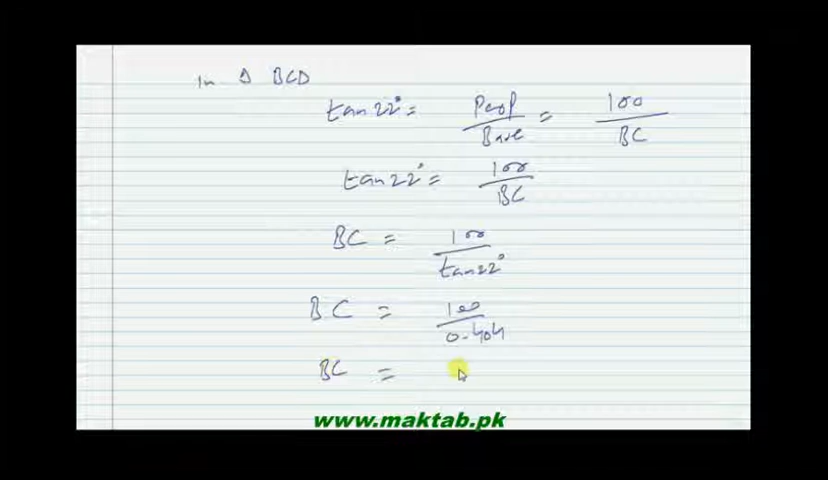 In Δ BCD
tan 22° = Perp/Base = 100/BC
tan 22° = 100/BC
BC = 100/tan 22°
BC = 100/0.404
BC =
www.maktab.pk